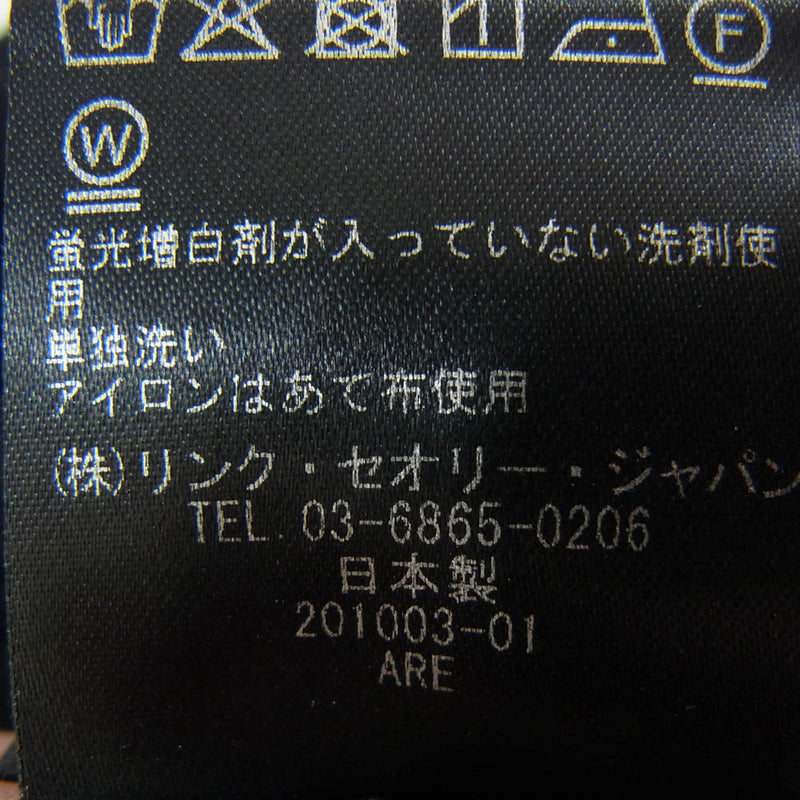 F
W
蛍光増白剤が入っていない洗剤使
用
単独洗い
アイロンはあて布使用
(株)リンク・セオリー・ジャパン
TEL. 03-6865-0206
日本製
201003-01
ARE